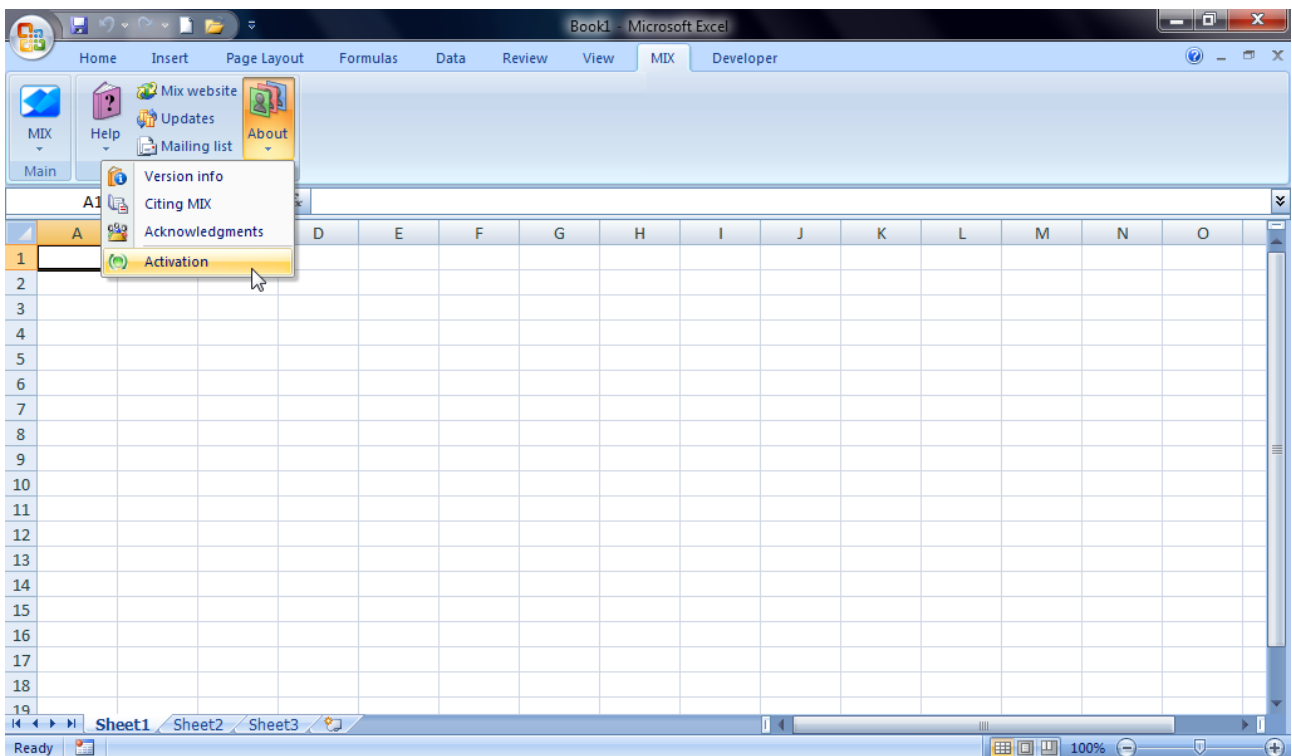 Book1 - Microsoft Excel
Home Insert Page Layout Formulas Data Review View MIX Developer
MIX
Help
Mix website
Updates
Mailing list
About
Main
Version info
Citing MIX
Acknowledgments
Activation
A1
A D E F G H I J K L M N O
1
2
3
4
5
6
7
8
9
10
11
12
13
14
15
16
17
18
19
Sheet1 Sheet2 Sheet3
Ready 100%